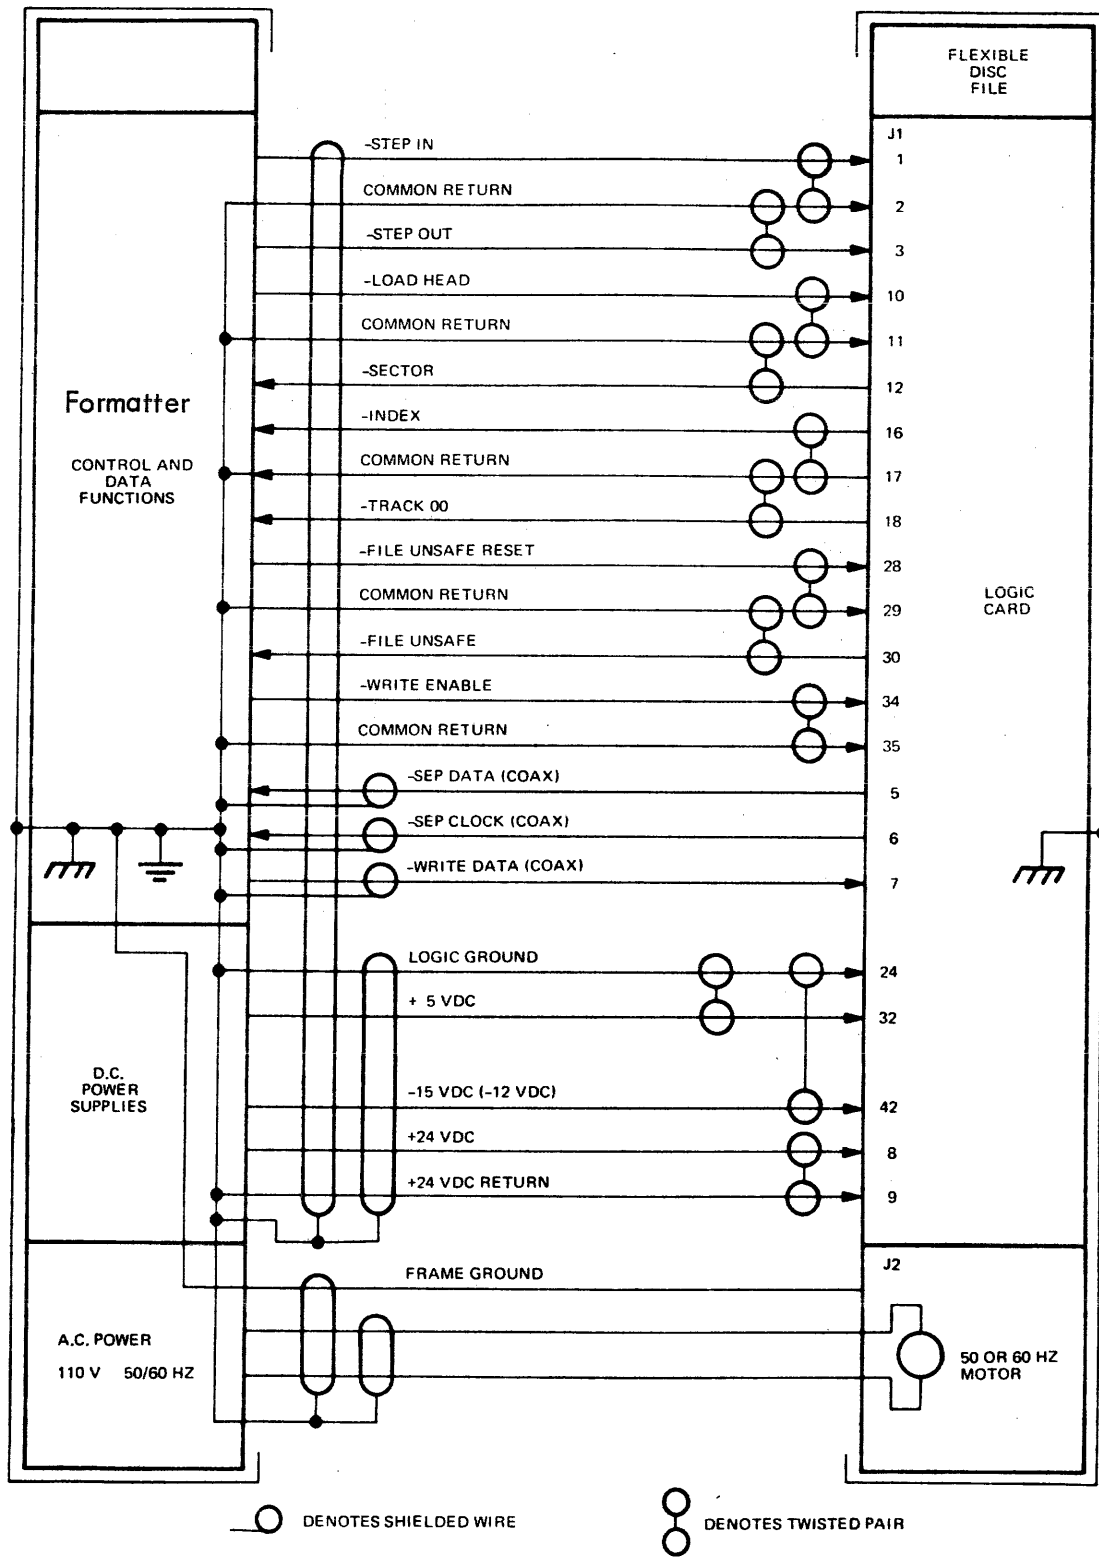 FLEXIBLE
DISC
FILE
J1
-STEP IN
1
COMMON RETURN
2
-STEP OUT
3
-LOAD HEAD
10
COMMON RETURN
11
-SECTOR
12
Formatter
-INDEX
16
CONTROL AND
DATA
FUNCTIONS
COMMON RETURN
17
-TRACK 00
18
-FILE UNSAFE RESET
28
COMMON RETURN
29
LOGIC
CARD
-FILE UNSAFE
30
-WRITE ENABLE
34
COMMON RETURN
35
-SEP DATA (COAX)
5
-SEP CLOCK (COAX)
6
-WRITE DATA (COAX)
7
LOGIC GROUND
24
+ 5 VDC
32
D.C.
POWER
SUPPLIES
-15 VDC (-12 VDC)
42
+24 VDC
8
+24 VDC RETURN
9
J2
FRAME GROUND
A.C. POWER
110 V 50/60 HZ
50 OR 60 HZ
MOTOR
DENOTES SHIELDED WIRE
DENOTES TWISTED PAIR